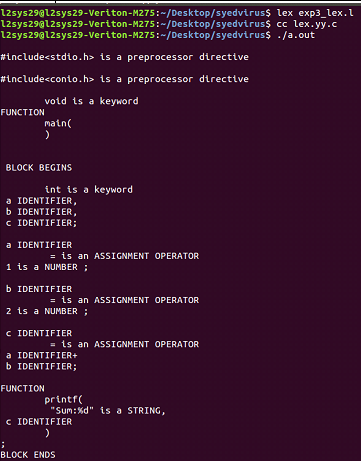 l2sys29@l2sys29-Veriton-M275:~/Desktop/syedvirus$ lex exp3_lex.l
l2sys29@l2sys29-Veriton-M275:~/Desktop/syedvirus$ cc lex.yy.c
l2sys29@l2sys29-Veriton-M275:~/Desktop/syedvirus$ ./a.out
#include<stdio.h> is a preprocessor directive
#include<conio.h> is a preprocessor directive
void is a keyword
FUNCTION
main(
)
BLOCK BEGINS
int is a keyword
a IDENTIFIER,
b IDENTIFIER,
c IDENTIFIER;
a IDENTIFIER
= is an ASSIGNMENT OPERATOR
1 is a NUMBER ;
b IDENTIFIER
= is an ASSIGNMENT OPERATOR
2 is a NUMBER ;
c IDENTIFIER
= is an ASSIGNMENT OPERATOR
a IDENTIFIER+
b IDENTIFIER;
FUNCTION
printf(
"Sum:%d" is a STRING,
c IDENTIFIER
)
;
BLOCK ENDS